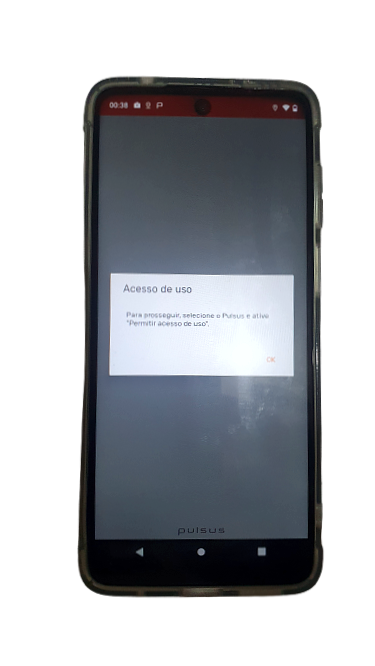 00:38
Acesso de uso
Para prosseguir, selecione o Pulsus e ative
"Permitir acesso de uso".
OK
pulsus